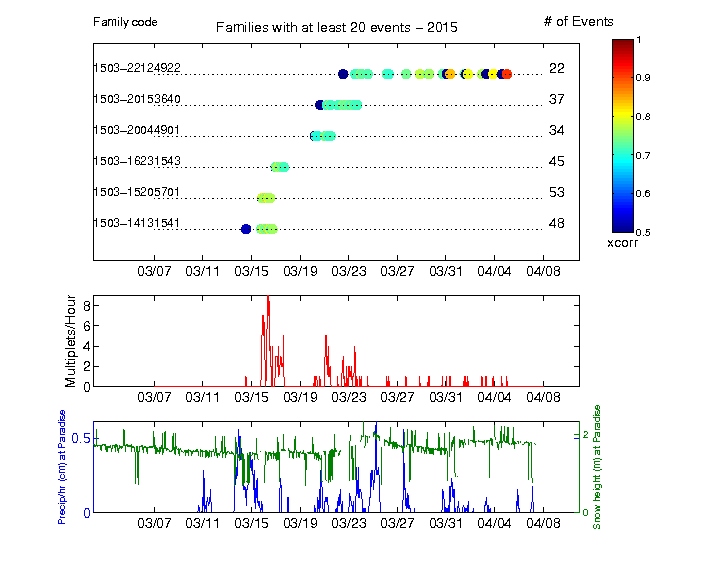 Family code
Families with at least 20 events – 2015
# of Events
1503–22124922 22
1503–20153640 37
1503–20044901 34
1503–16231543 45
1503–15205701 53
1503–14131541 48
03/07 03/11 03/15 03/19 03/23 03/27 03/31 04/04 04/08
1
0.9
0.8
0.7
0.6
0.5
xcorr
Multiplets/Hour
8
6
4
2
0
03/07 03/11 03/15 03/19 03/23 03/27 03/31 04/04 04/08
Precip/hr (cm) at Paradise
0.5
0
2
0
Snow height (m) at Paradise
03/07 03/11 03/15 03/19 03/23 03/27 03/31 04/04 04/08